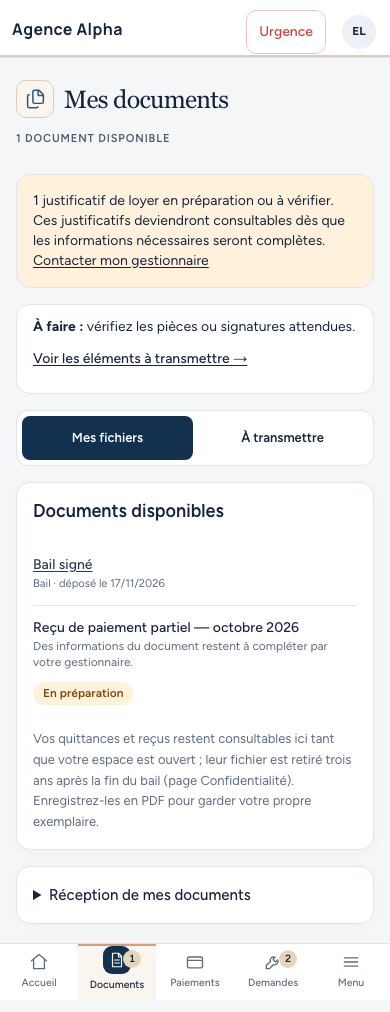 Agence Alpha
Urgence
EL
Mes documents
1 DOCUMENT DISPONIBLE
1 justificatif de loyer en préparation ou à vérifier.
Ces justificatifs deviendront consultables dès que
les informations nécessaires seront complètes.
Contacter mon gestionnaire
À faire : vérifiez les pièces ou signatures attendues.
Voir les éléments à transmettre →
Mes fichiers
À transmettre
Documents disponibles
Bail signé
Bail · déposé le 17/11/2026
Reçu de paiement partiel — octobre 2026
Des informations du document restent à compléter par
votre gestionnaire.
En préparation
Vos quittances et reçus restent consultables ici tant
que votre espace est ouvert ; leur fichier est retiré trois
ans après la fin du bail (page Confidentialité).
Enregistrez-les en PDF pour garder votre propre
exemplaire.
Réception de mes documents
1
2
Accueil
Documents
Paiements
Demandes
Menu